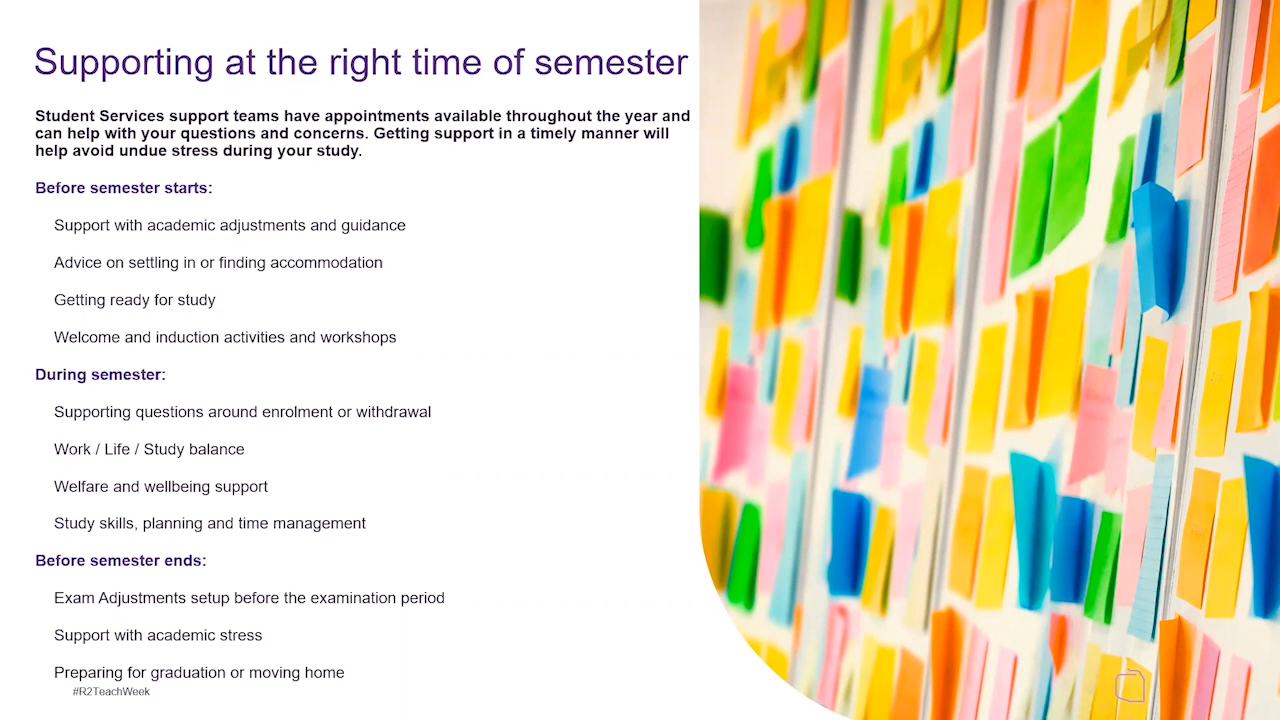 Supporting at the right time of semester
Student Services support teams have appointments available throughout the year and
can help with your questions and concerns. Getting support in a timely manner will
help avoid undue stress during your study.
Before semester starts:
Support with academic adjustments and guidance
Advice on settling in or finding accommodation
Getting ready for study
Welcome and induction activities and workshops
During semester:
Supporting questions around enrolment or withdrawal
Work / Life / Study balance
Welfare and wellbeing support
Study skills, planning and time management
Before semester ends:
Exam Adjustments setup before the examination period
Support with academic stress
Preparing for graduation or moving home
#R2TeachWeek